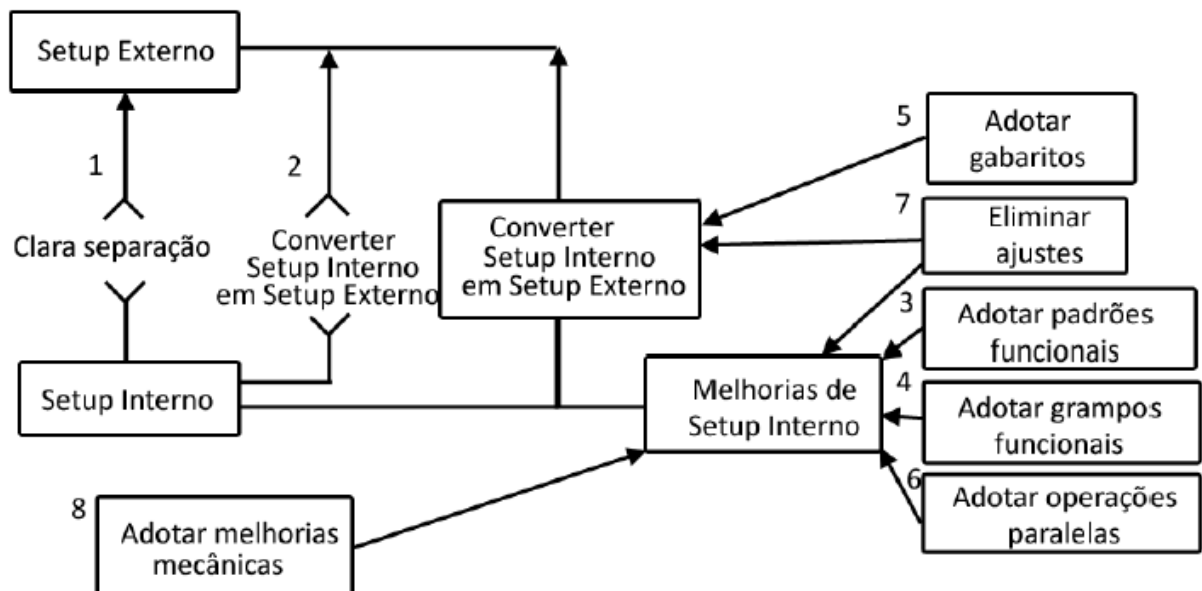 Setup Externo
1
2
Clara separação
Converter
Setup Interno
em Setup Externo
Setup Interno
Converter
Setup Interno
em Setup Externo
5
Adotar
gabaritos
7
Eliminar
ajustes
3
Adotar padrões
funcionais
Melhorias de
Setup Interno
4
Adotar grampos
funcionais
6
Adotar operações
paralelas
8
Adotar melhorias
mecânicas